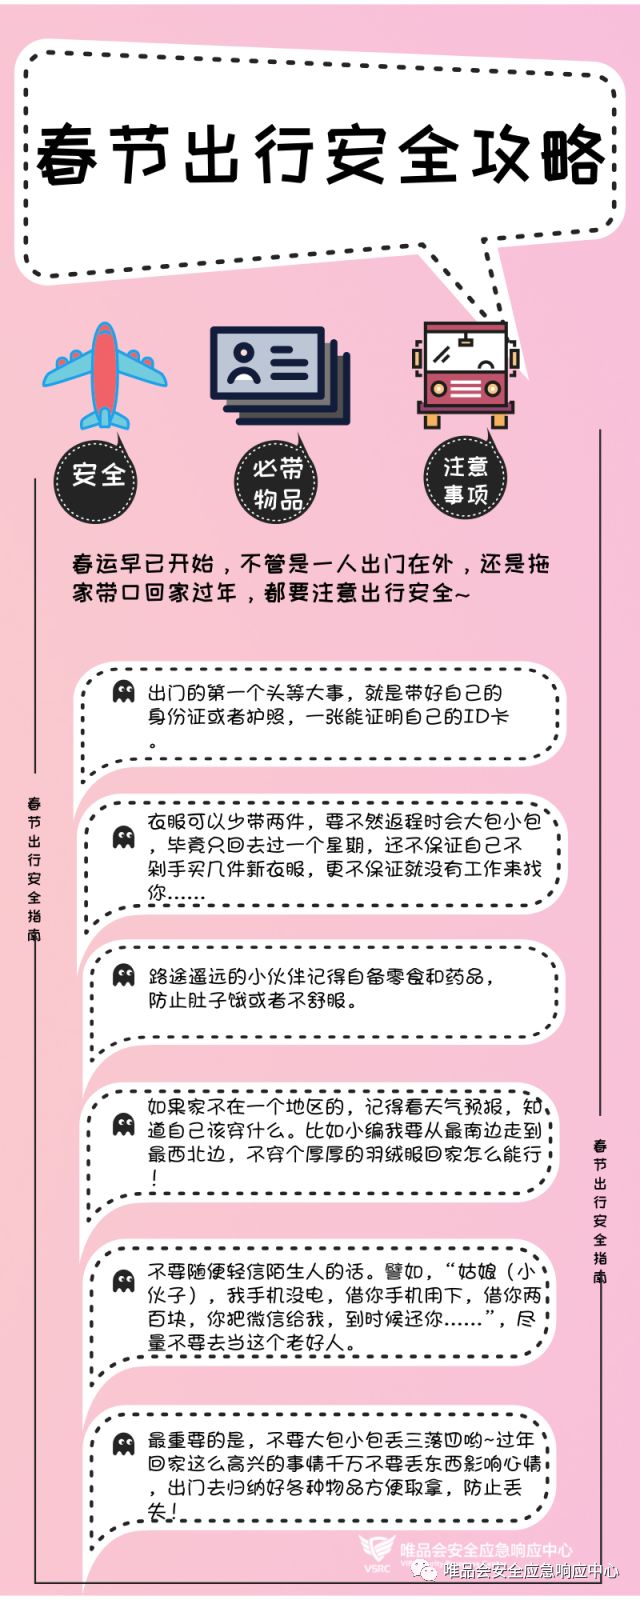 春节出行安全攻略
安全
必带
物品
注意
事项
春运早已开始，不管是一人出门在外，还是拖
家带口回家过年，都要注意出行安全~
出门的第一个头等大事，就是带好自己的
身份证或者护照，一张能证明自己的ID卡
。
衣服可以少带两件，要不然返程时会大包小包
，毕竟只回去过一个星期，还不保证自己不
剁手买几件新衣服，更不保证就没有工作来找
你……
路途遥远的小伙伴记得自备零食和药品，
防止肚子饿或者不舒服。
如果家不在一个地区的，记得看天气预报，知
道自己该穿什么。比如小编我要从最南边走到
最西北边，不穿个厚厚的羽绒服回家怎么能行
！
不要随便轻信陌生人的话。譬如，“姑娘（小
伙子），我手机没电，借你手机用下，借你两
百块，你把微信给我，到时候还你……”，尽
量不要去当这个老好人。
最重要的是，不要大包小包丢三落四哟~过年
回家这么高兴的事情千万不要丢东西影响心情
，出门去归纳好各种物品方便取拿，防止丢
失！
春节出行安全指南
春节出行安全指南
VSRC
唯品会安全应急响应中心
唯品会安全应急响应中心